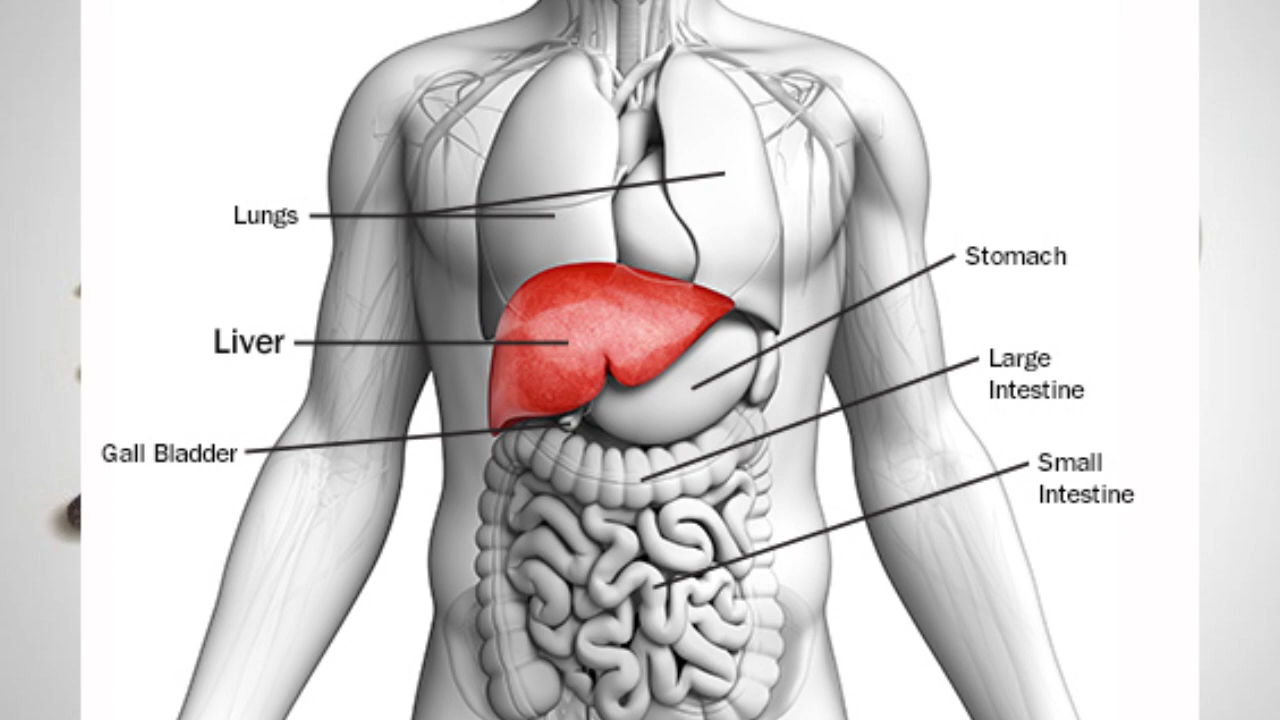 Lungs
Stomach
Liver
Large
Intestine
Gall Bladder
Small
Intestine